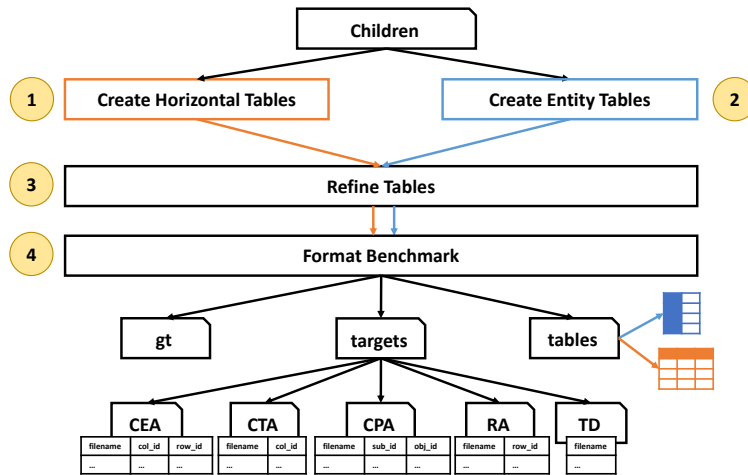 Children
1
Create Horizontal Tables
Create Entity Tables
2
3
Refine Tables
4
Format Benchmark
gt
targets
tables
CEA
CTA
CPA
RA
TD
filename col_id row_id
filename col_id
filename sub_id obj_id
filename row_id
filename
... ... ...
... ...
... ... ...
... ...
...